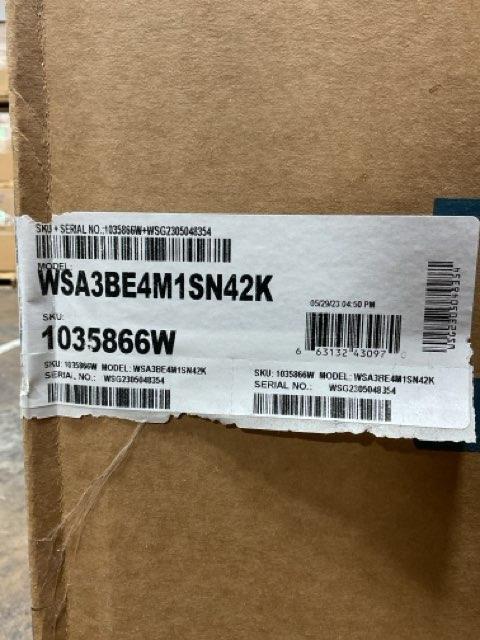 SKU + SERIAL NO.:1035866W+WSG2305048354
MODEL:
WSA3BE4M1SN42K
05/29/23 04:50 PM
SKU:
1035866W
6 63132 43097
WSG2305048354
SKU: 1035866W MODEL: WSA3BE4M1SN42K
SERIAL NO.: WSG2305048354
SKU: 1035866W MODEL: WSA3BE4M1SN42K
SERIAL NO.: WSG2305048354